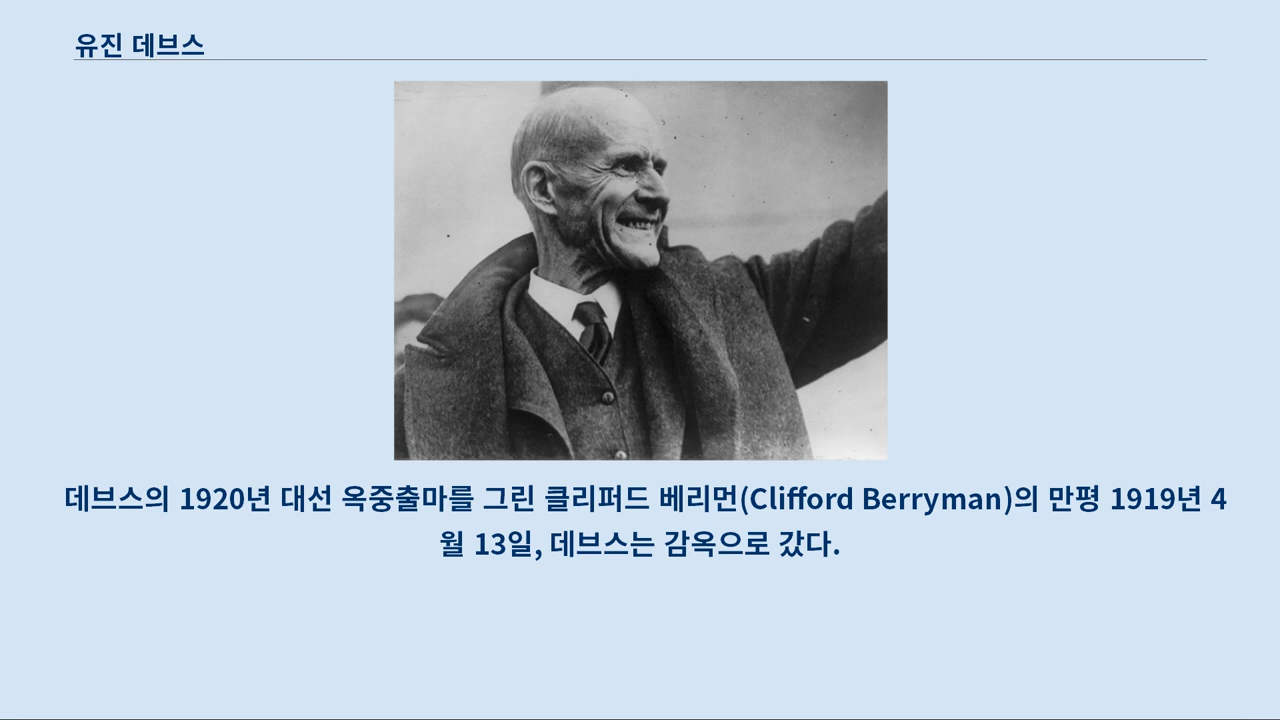 유진 데브스
데브스의 1920년 대선 옥중출마를 그린 클리퍼드 베리먼(Clifford Berryman)의 만평 1919년 4
월 13일, 데브스는 감옥으로 갔다.